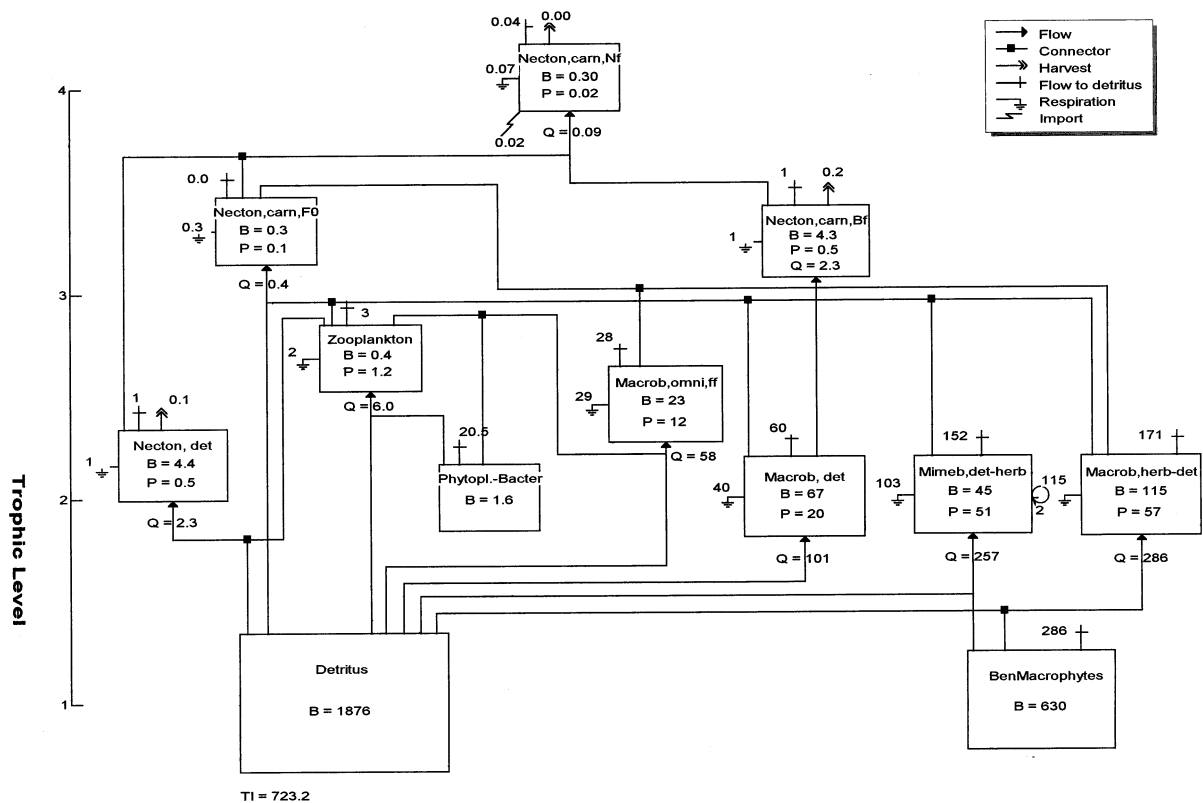 0.04
0.00
Necton,carn,Nf
B = 0.30
P = 0.02
0.07
0.02
Q = 0.09
Flow
Connector
Harvest
Flow to detritus
Respiration
Import
4
3
2
1
Trophic Level
0.0
Necton,carn,F0
B = 0.3
P = 0.1
0.3
Q = 0.4
1
0.2
Necton,carn,Bf
B = 4.3
P = 0.5
Q = 2.3
1
3
Zooplankton
B = 0.4
P = 1.2
2
Q = 6.0
28
Macrob,omni,ff
B = 23
P = 12
29
Q = 58
1
0.1
Necton, det
B = 4.4
P = 0.5
1
Q = 2.3
20.5
Phytopl.-Bacter
B = 1.6
60
Macrob, det
B = 67
P = 20
40
Q = 101
152
Mimeb,det-herb
B = 45
P = 51
103
2
Q = 257
171
Macrob,herb-det
B = 115
P = 57
115
Q = 286
Detritus
B = 1876
286
BenMacrophytes
B = 630
TI = 723.2